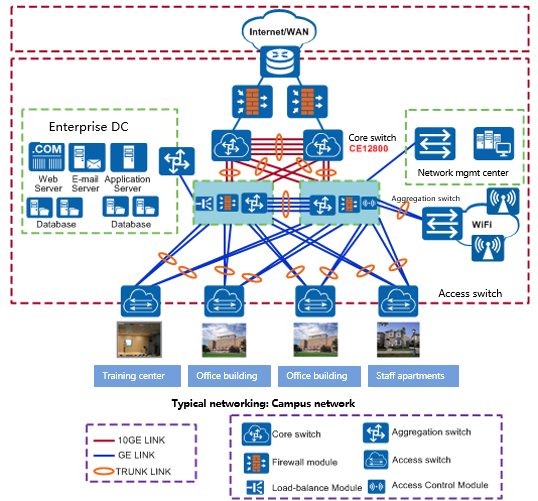 Internet/WAN
Enterprise DC
.COM
Web
Server
E-mail
Server
Application
Server
Database
Database
Core switch
CE12800
Network mgmt center
Aggregation switch
WiFi
Access switch
Training center
Office building
Office building
Staff apartments
Typical networking: Campus network
10GE LINK
GE LINK
TRUNK LINK
Core switch
Aggregation switch
Firewall module
Access switch
Load-balance Module
Access Control Module